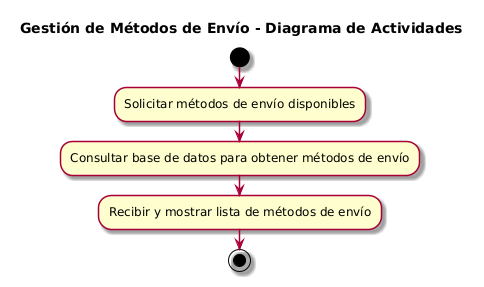 Gestión de Métodos de Envío - Diagrama de Actividades
Solicitar métodos de envío disponibles
Consultar base de datos para obtener métodos de envío
Recibir y mostrar lista de métodos de envío